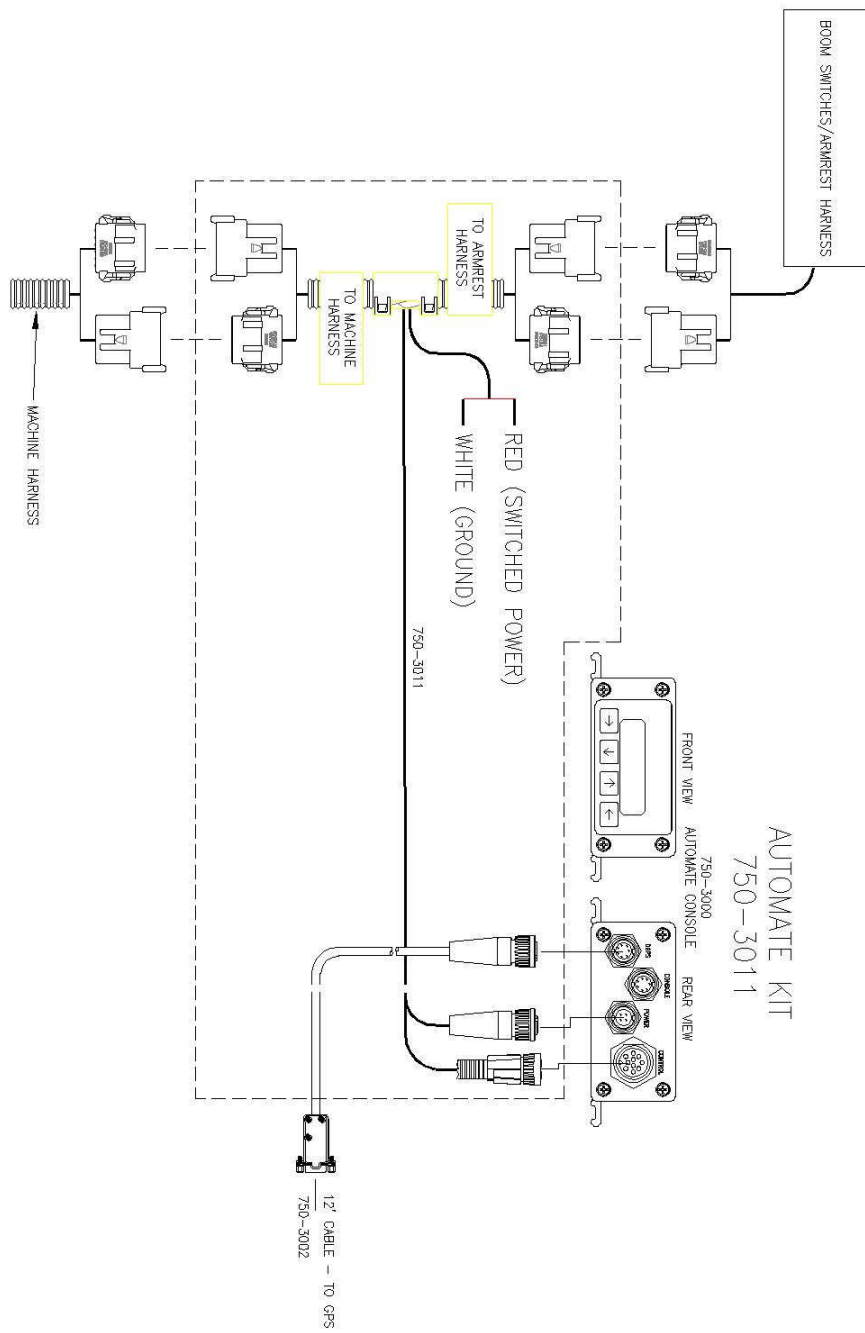 AUTOMATE KIT
750-3011
BOOM SWITCHES/ARMREST HARNESS
750-3000
AUTOMATE CONSOLE
FRONT VIEW
REAR VIEW
DGPS
CONSOLE
POWER
CONTROL
TO ARMREST
HARNESS
TO MACHINE
HARNESS
RED (SWITCHED POWER)
WHITE (GROUND)
750-3011
MACHINE HARNESS
12' CABLE - TO GPS
750-3002